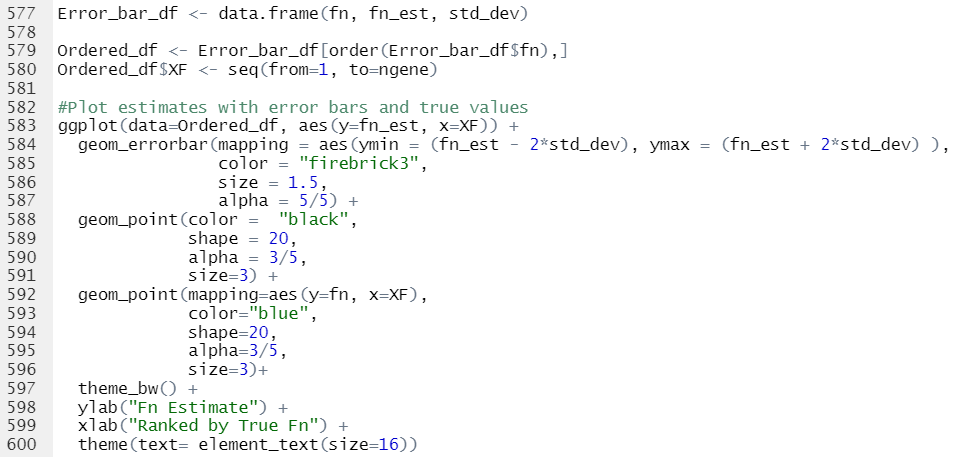 577 Error_bar_df <- data.frame(fn, fn_est, std_dev)
578
579 Ordered_df <- Error_bar_df[order(Error_bar_df$fn),]
580 Ordered_df$XF <- seq(from=1, to=ngene)
581
582 #Plot estimates with error bars and true values
583 ggplot(data=Ordered_df, aes(y=fn_est, x=XF)) +
584   geom_errorbar(mapping = aes(ymin = (fn_est - 2*std_dev), ymax = (fn_est + 2*std_dev) ),
585                 color = "firebrick3",
586                 size = 1.5,
587                 alpha = 5/5) +
588   geom_point(color =  "black",
589              shape = 20,
590              alpha = 3/5,
591              size=3) +
592   geom_point(mapping=aes(y=fn, x=XF),
593              color="blue",
594              shape=20,
595              alpha=3/5,
596              size=3)+
597   theme_bw() +
598   ylab("Fn Estimate") +
599   xlab("Ranked by True Fn") +
600   theme(text= element_text(size=16))